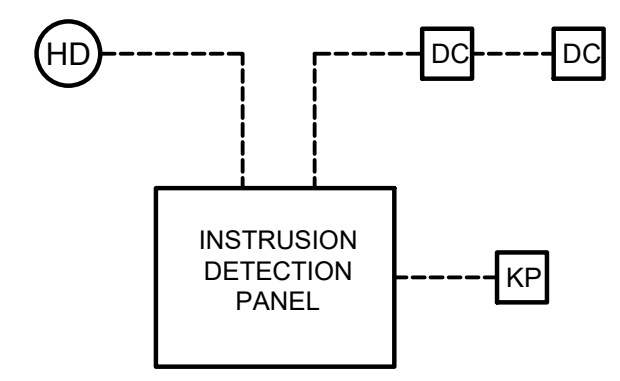 HD
DC
DC
INSTRUSION
DETECTION
PANEL
KP